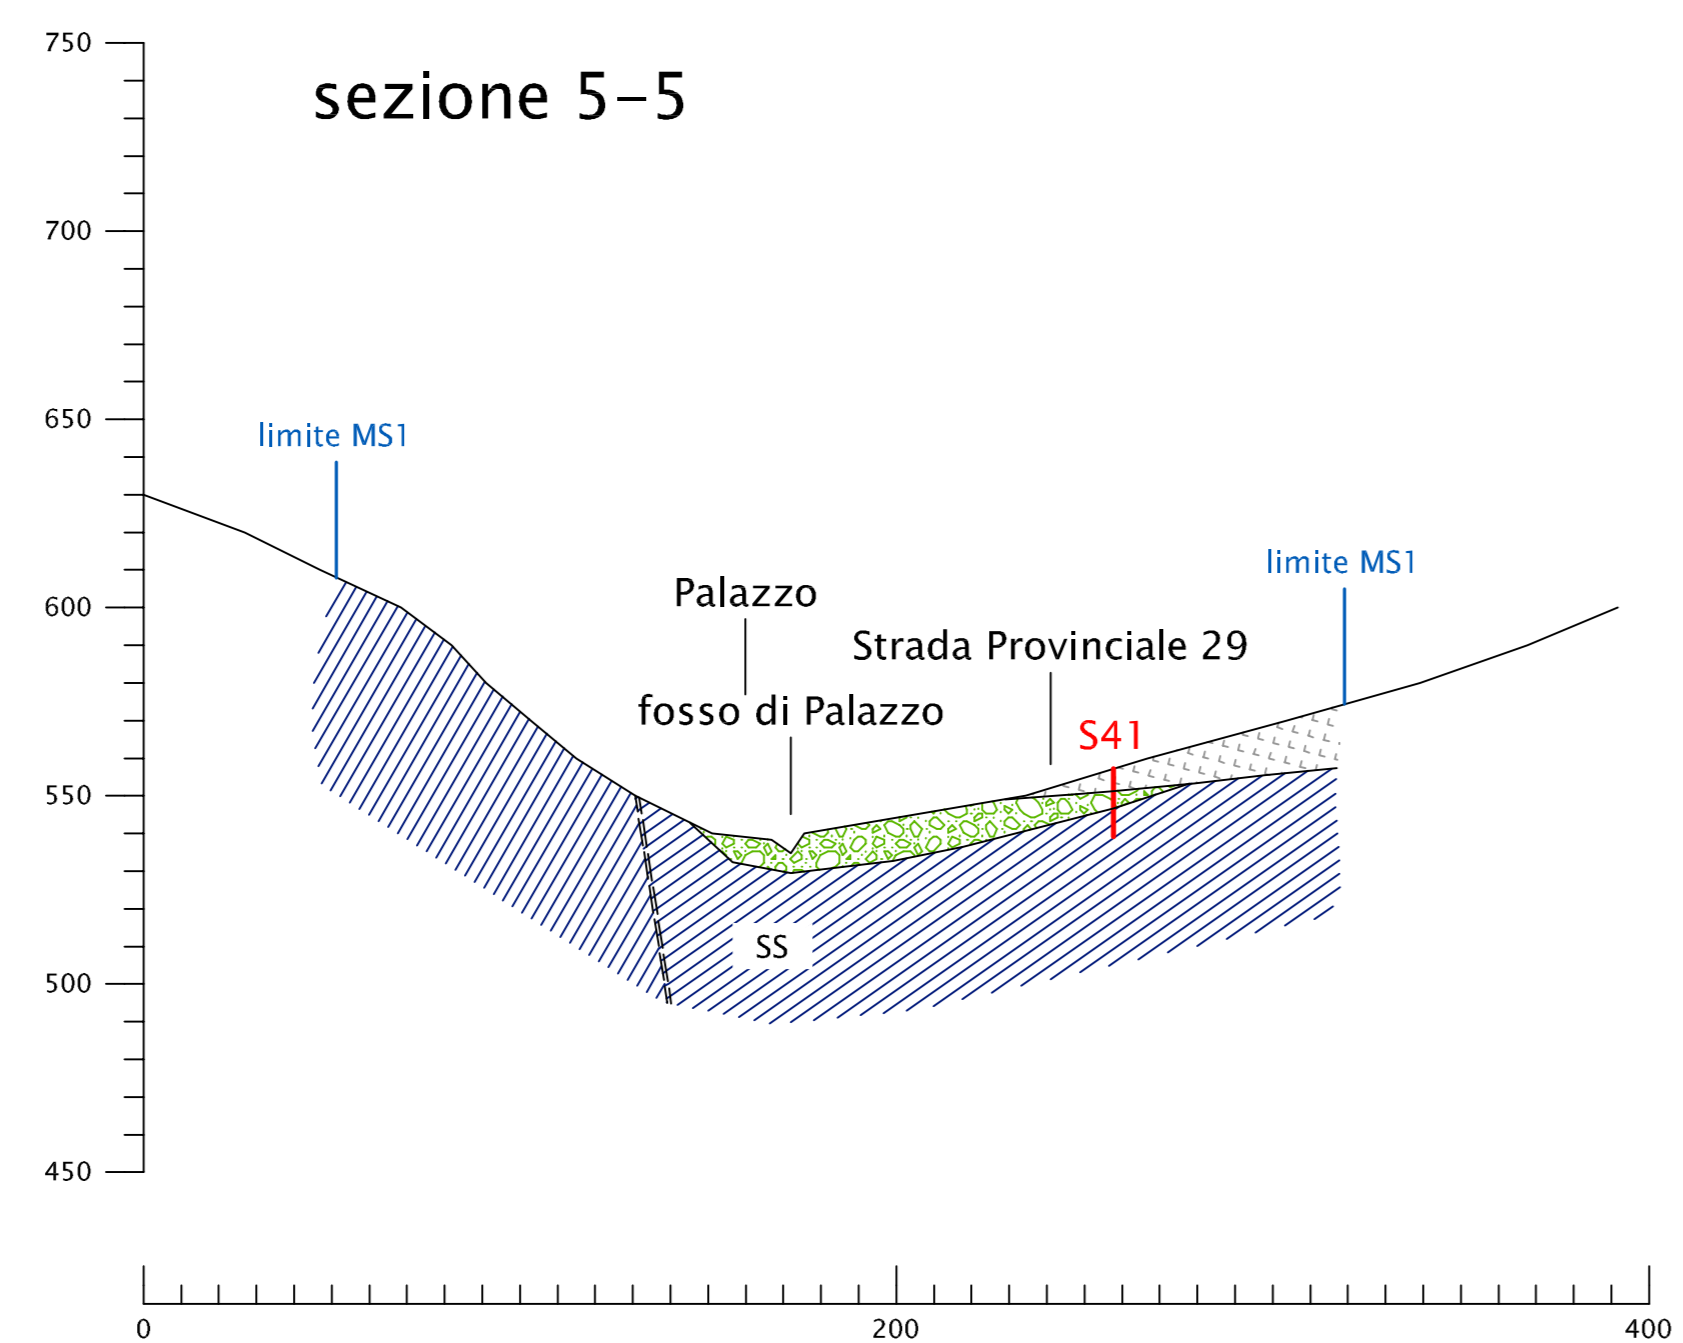 750
sezione 5-5
700
650
limite MS1
600
Palazzo
limite MS1
Strada Provinciale 29
fosso di Palazzo
S41
550
SS
500
450
0
200
400